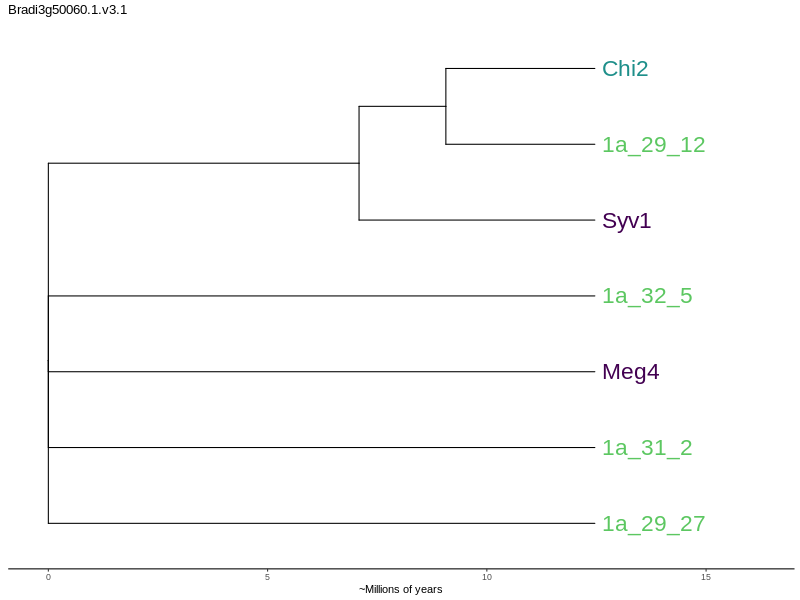 Bradi3g50060.1.v3.1
Chi2
1a_29_12
Syv1
1a_32_5
Meg4
1a_31_2
1a_29_27
0 5 10 15
~Millions of years